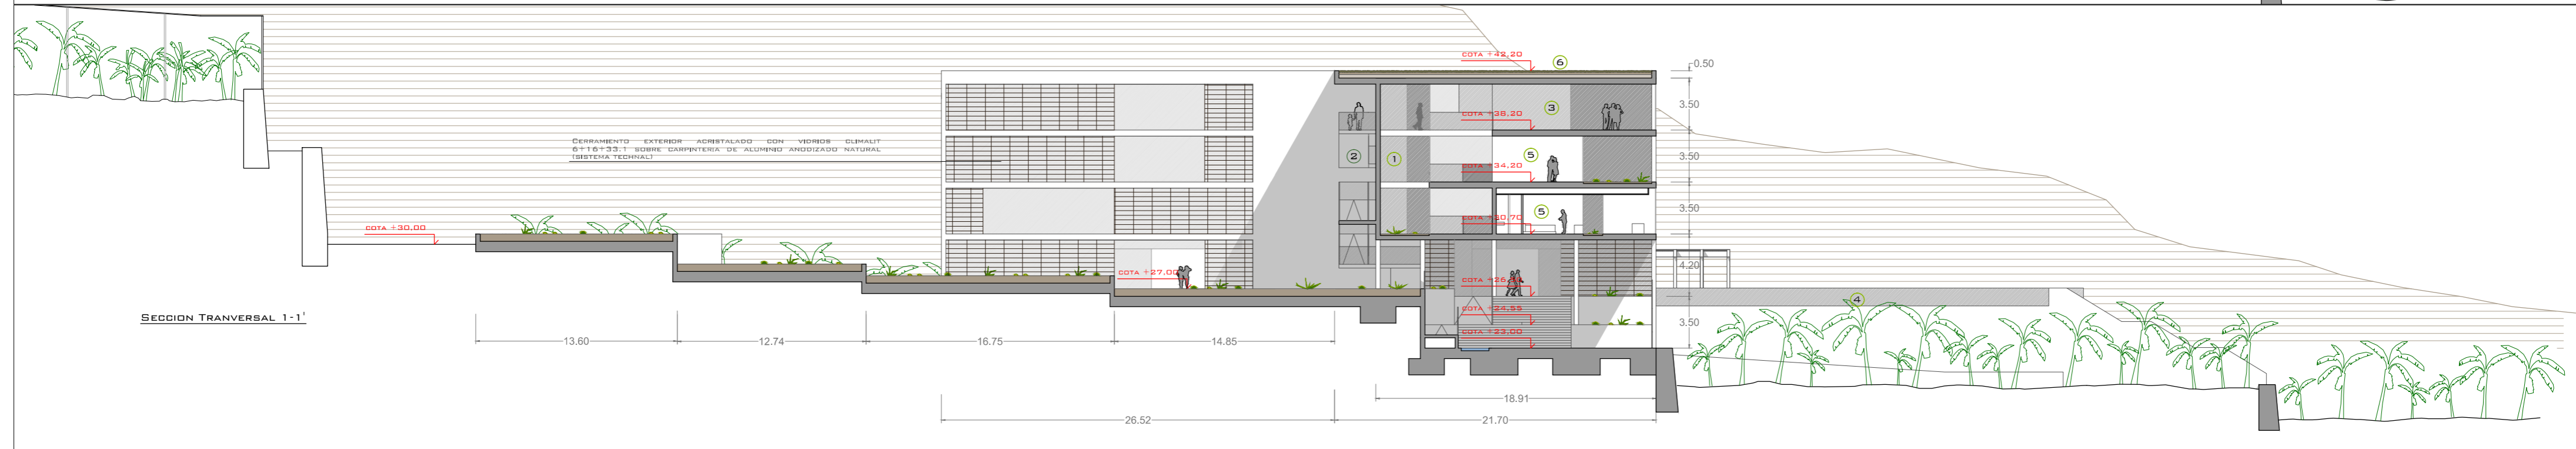 COTA +42,20
6
0.50
3
3.50
COTA +38,20
CERRAMIENTO EXTERIOR ACRISTALADO CON VIDRIOS CLIMALIT
6+16+33.1 SOBRE CARPINTERIA DE ALUMINIO ANODIZADO NATURAL
(SISTEMA TECHNAL)
2
1
5
3.50
COTA +34,20
5
3.50
COTA +30,00
4.20
COTA +27,00
4
COTA +24,55
3.50
COTA +23,00
SECCION TRANVERSAL 1-1'
13.60
12.74
16.75
14.85
18.91
26.52
21.70